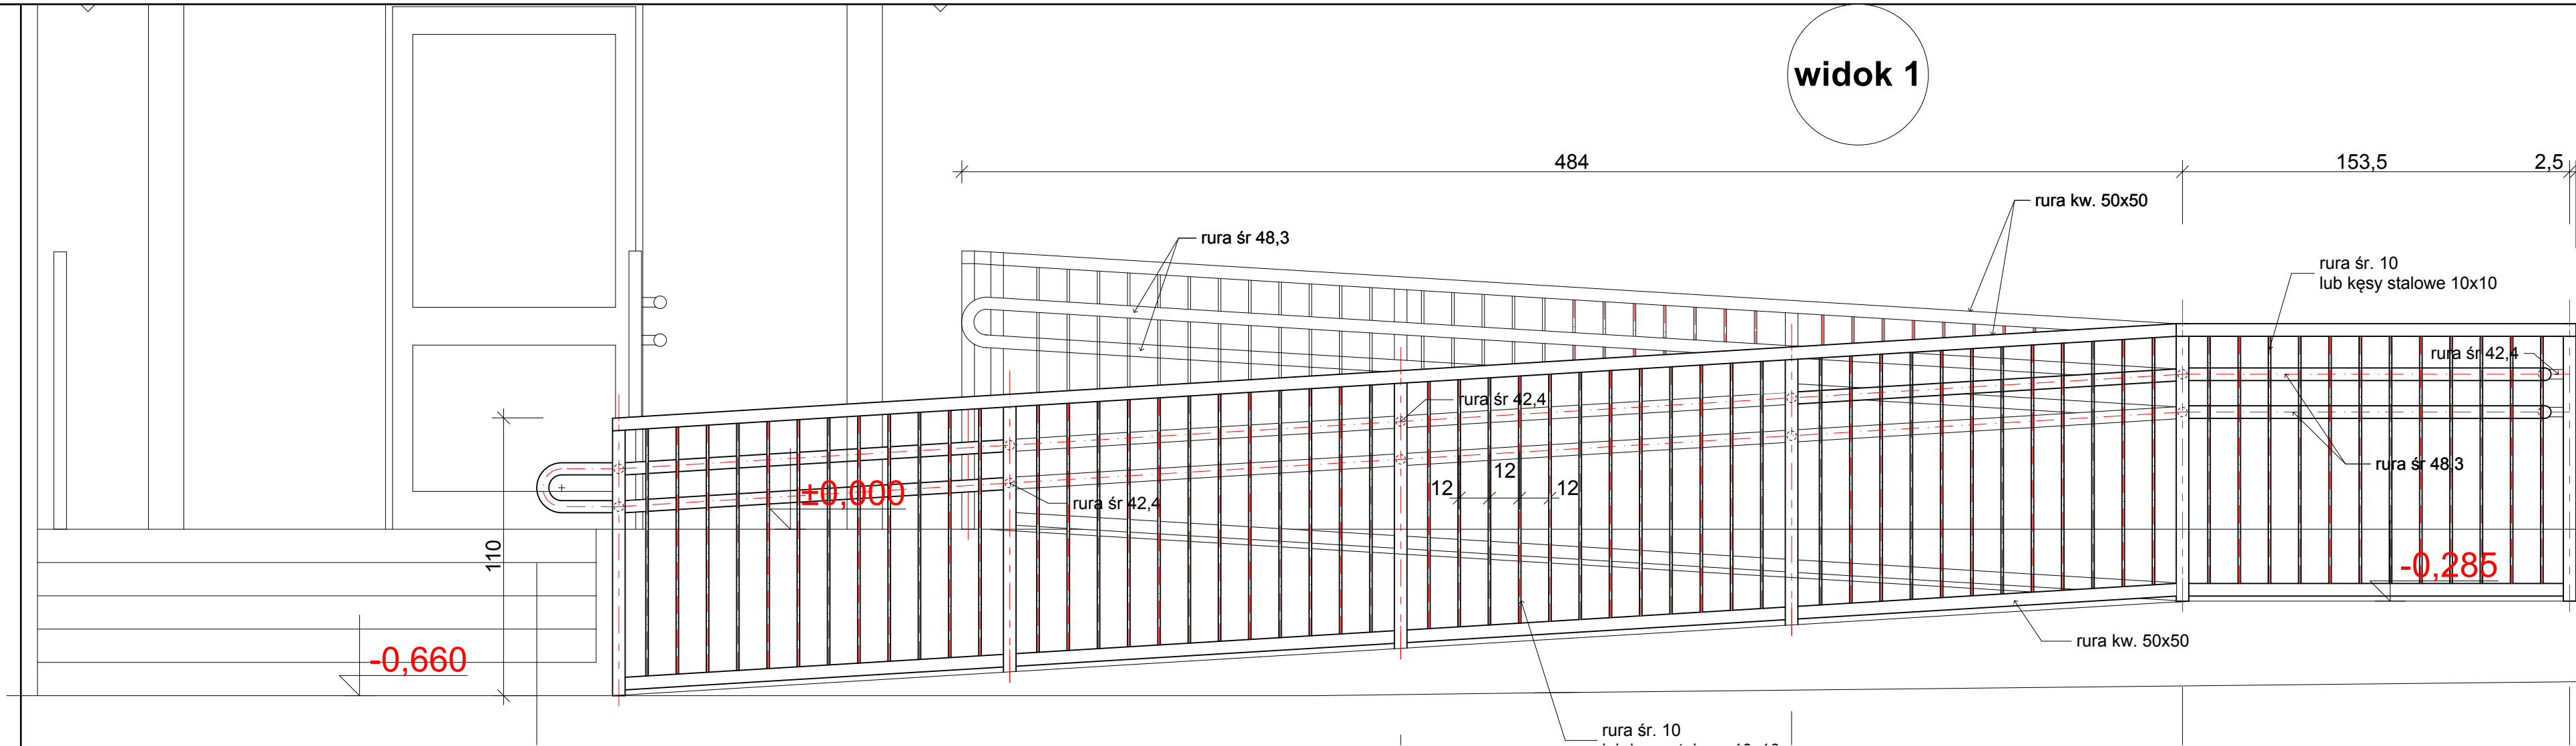 widok 1
484
153,5
2,5
rura kw. 50x50
rura śr 48,3
rura śr. 10
lub kęsy stalowe 10x10
rura śr 42,4
rura śr 42,4
12
12
12
rura śr 48,3
±0,000
rura śr 42,4
110
-0,285
rura kw. 50x50
-0,660
rura śr. 10